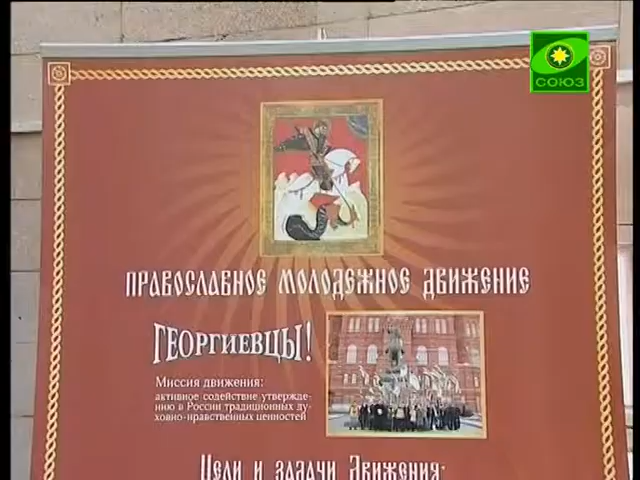 СОЮЗ
ПРАВОСЛАВНОЕ МОЛОДЕЖНОЕ ДВИЖЕНИЕ
ГЕОРГИЕВЦЫ!
Миссия движения:
активное содействие утвержде-
нию в России традиционных ду-
ховно-нравственных ценностей
Цели и задачи Движения: